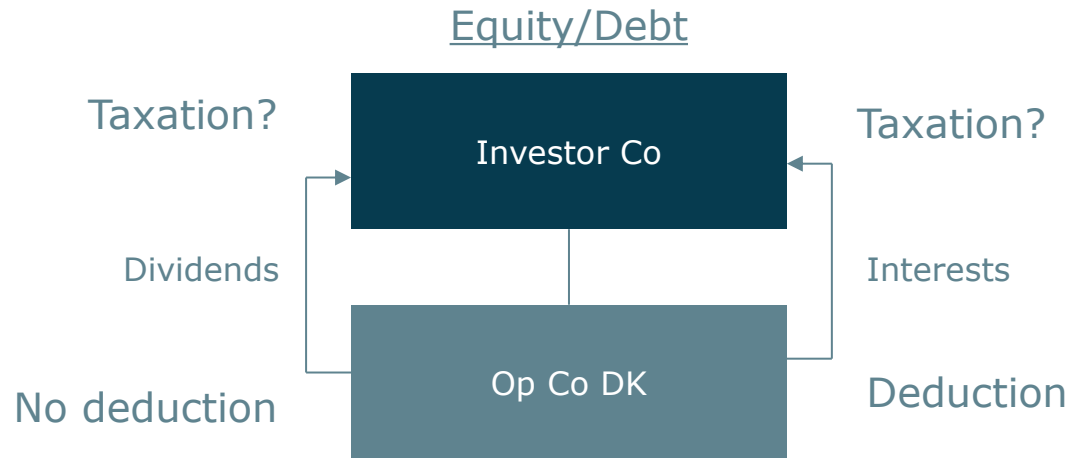 Equity/Debt
Taxation?
Taxation?
Investor Co
Dividends
Interests
Op Co DK
No deduction
Deduction